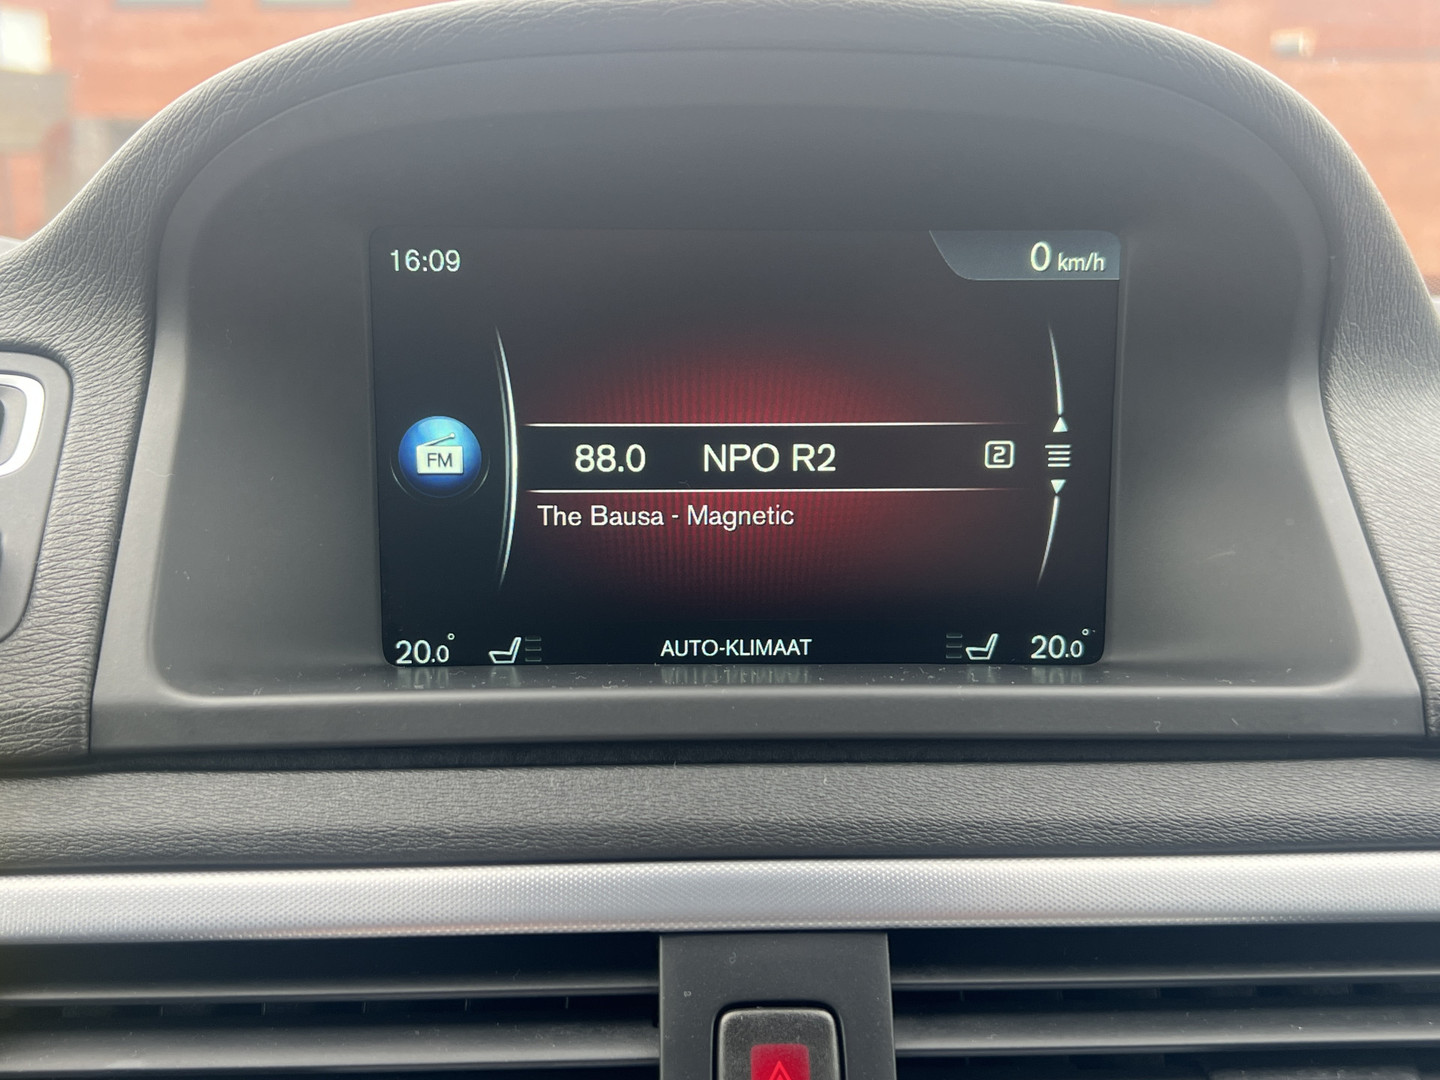 16:09
0 km/h
FM
88.0 NPO R2 2
The Bausa - Magnetic
20.0° AUTO-KLIMAAT 20.0°